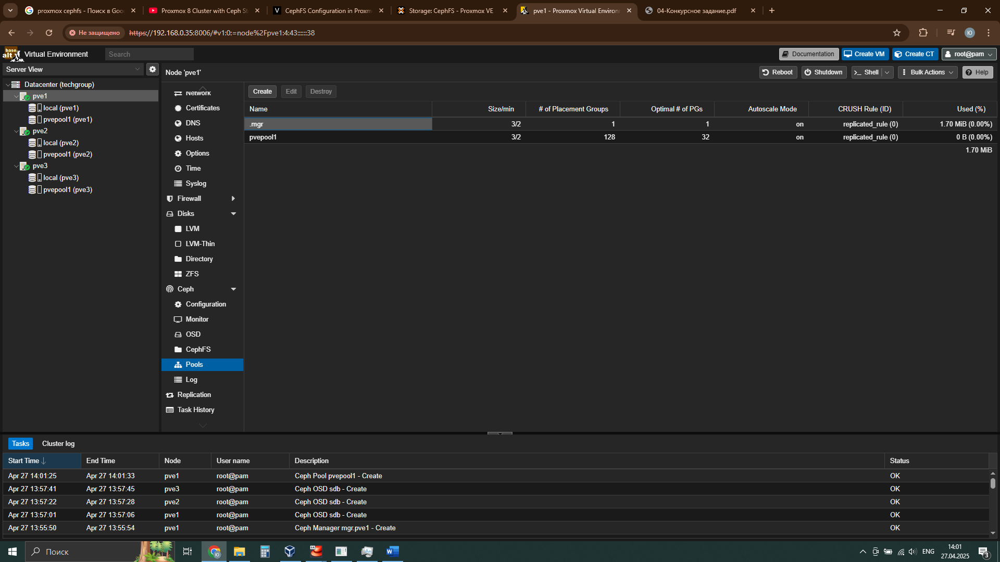 proxmox cephfs - Поиск в Goo
Proxmox 8 Cluster with Ceph St
CephFS Configuration in Proxm
Storage: CephFS - Proxmox VE
pve1 - Proxmox Virtual Environ
04-Конкурсное задание.pdf
Не защищено
https://192.168.0.35:8006/#v1:0:=node%2Fpve1:4:43::::::38
Ю
base alt
Virtual Environment
Search
Documentation
Create VM
Create CT
root@pam
Server View
Node 'pve1'
Reboot
Shutdown
Shell
Bulk Actions
Help
Datacenter (techgroup)
pve1
local (pve1)
pvepool1 (pve1)
pve2
local (pve2)
pvepool1 (pve2)
pve3
local (pve3)
pvepool1 (pve3)
Network
Certificates
DNS
Hosts
Options
Time
Syslog
Firewall
Disks
LVM
LVM-Thin
Directory
ZFS
Ceph
Configuration
Monitor
OSD
CephFS
Pools
Log
Replication
Task History
Create Edit Destroy
Name Size/min # of Placement Groups Optimal # of PGs Autoscale Mode CRUSH Rule (ID) Used (%)
.mgr 3/2 1 1 on replicated_rule (0) 1.70 MiB (0.00%)
pvepool1 3/2 128 32 on replicated_rule (0) 0 B (0.00%)
1.70 MiB
Tasks Cluster log
Start Time End Time Node User name Description Status
Apr 27 14:01:25 Apr 27 14:01:33 pve1 root@pam Ceph Pool pvepool1 - Create OK
Apr 27 13:57:41 Apr 27 13:57:45 pve3 root@pam Ceph OSD sdb - Create OK
Apr 27 13:57:22 Apr 27 13:57:28 pve2 root@pam Ceph OSD sdb - Create OK
Apr 27 13:57:01 Apr 27 13:57:06 pve1 root@pam Ceph OSD sdb - Create OK
Apr 27 13:55:50 Apr 27 13:55:54 pve1 root@pam Ceph Manager mgr.pve1 - Create OK
Поиск
Ю
64
W
ENG
14:01
27.04.2025
3